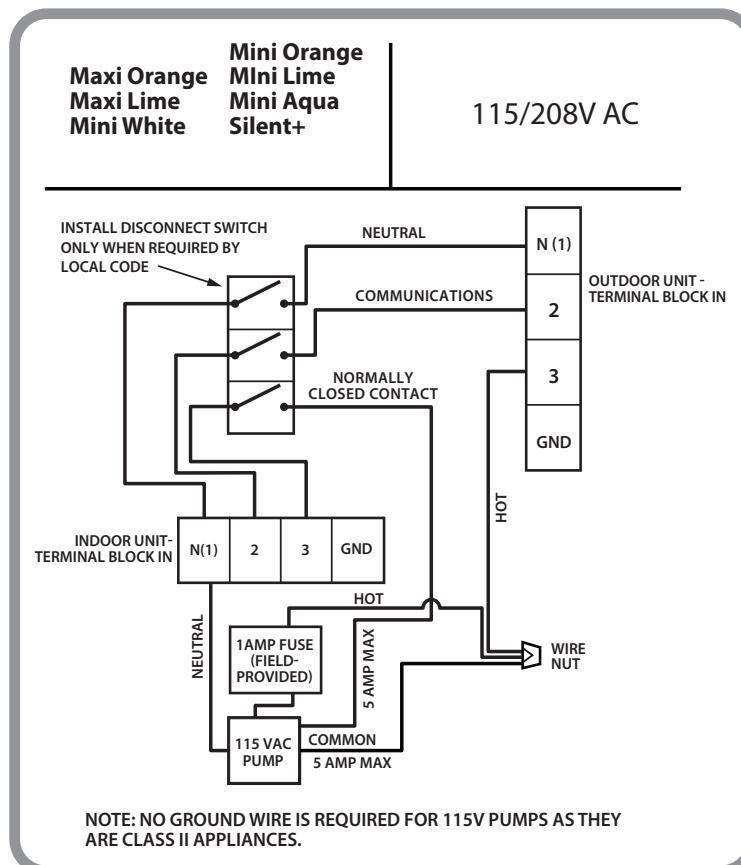 Maxi Orange
Maxi Lime
Mini White
Mini Orange
MIni Lime
Mini Aqua
Silent+
115/208V AC
INSTALL DISCONNECT SWITCH
ONLY WHEN REQUIRED BY
LOCAL CODE
NEUTRAL
COMMUNICATIONS
NORMALLY
CLOSED CONTACT
N (1)
2
3
GND
OUTDOOR UNIT -
TERMINAL BLOCK IN
HOT
INDOOR UNIT-
TERMINAL BLOCK IN
N(1)
2
3
GND
NEUTRAL
HOT
1AMP FUSE
(FIELD-
PROVIDED)
5 AMP MAX
WIRE
NUT
115 VAC
PUMP
COMMON
5 AMP MAX
NOTE: NO GROUND WIRE IS REQUIRED FOR 115V PUMPS AS THEY
ARE CLASS II APPLIANCES.